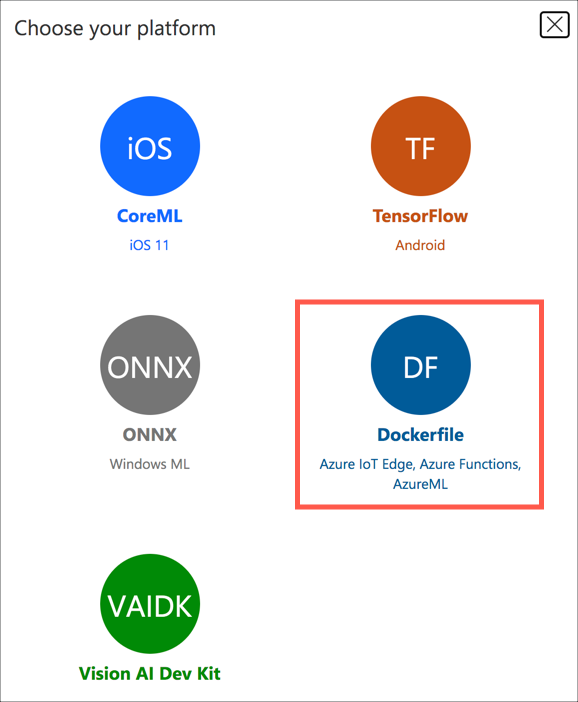 Choose your platform
iOS
CoreML
iOS 11
TF
TensorFlow
Android
ONNX
ONNX
Windows ML
DF
Dockerfile
Azure IoT Edge, Azure Functions,
AzureML
VAIDK
Vision AI Dev Kit